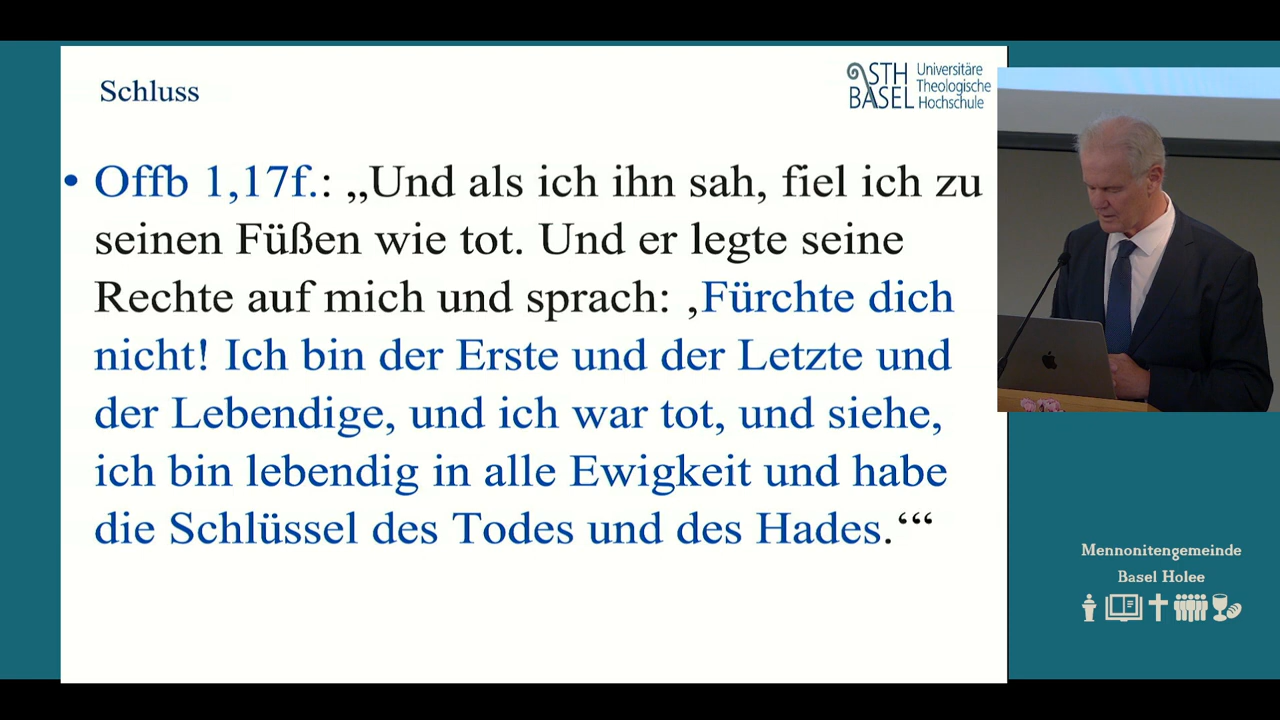 Schluss
STH BASEL
Universitäre
Theologische
Hochschule
• Offb 1,17f.: „Und als ich ihn sah, fiel ich zu
seinen Füßen wie tot. Und er legte seine
Rechte auf mich und sprach: ‚Fürchte dich
nicht! Ich bin der Erste und der Letzte und
der Lebendige, und ich war tot, und siehe,
ich bin lebendig in alle Ewigkeit und habe
die Schlüssel des Todes und des Hades.‘“
Mennonitengemeinde
Basel Holee